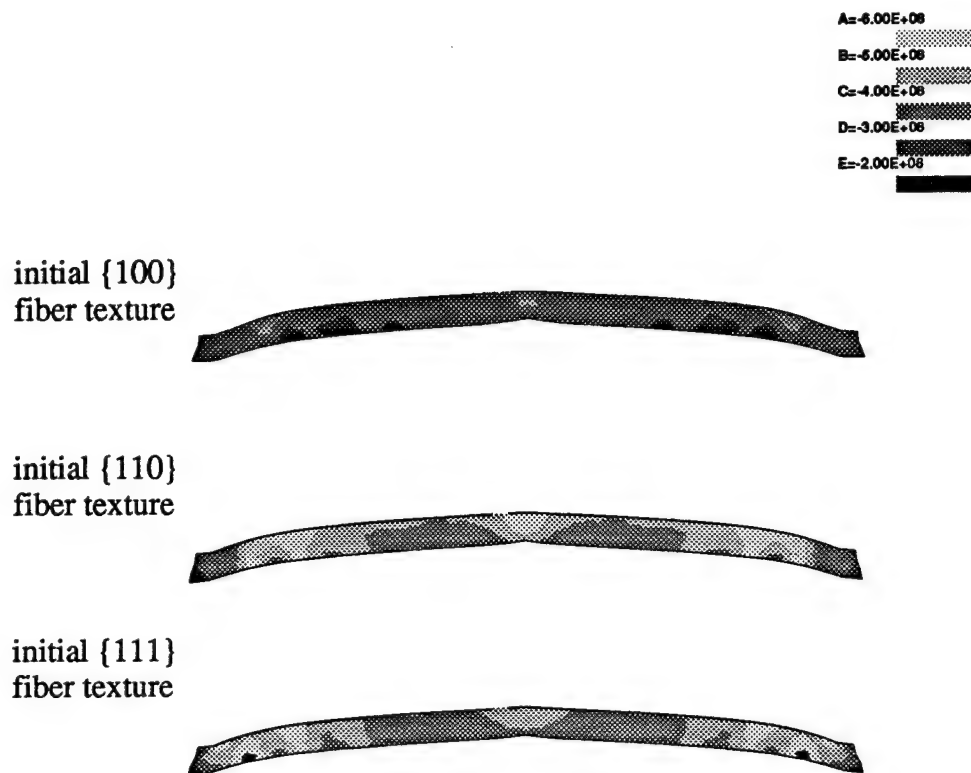 A=-6.00E+08
B=-5.00E+08
C=-4.00E+08
D=-3.00E+08
E=-2.00E+08
initial {100}
fiber texture
initial {110}
fiber texture
initial {111}
fiber texture